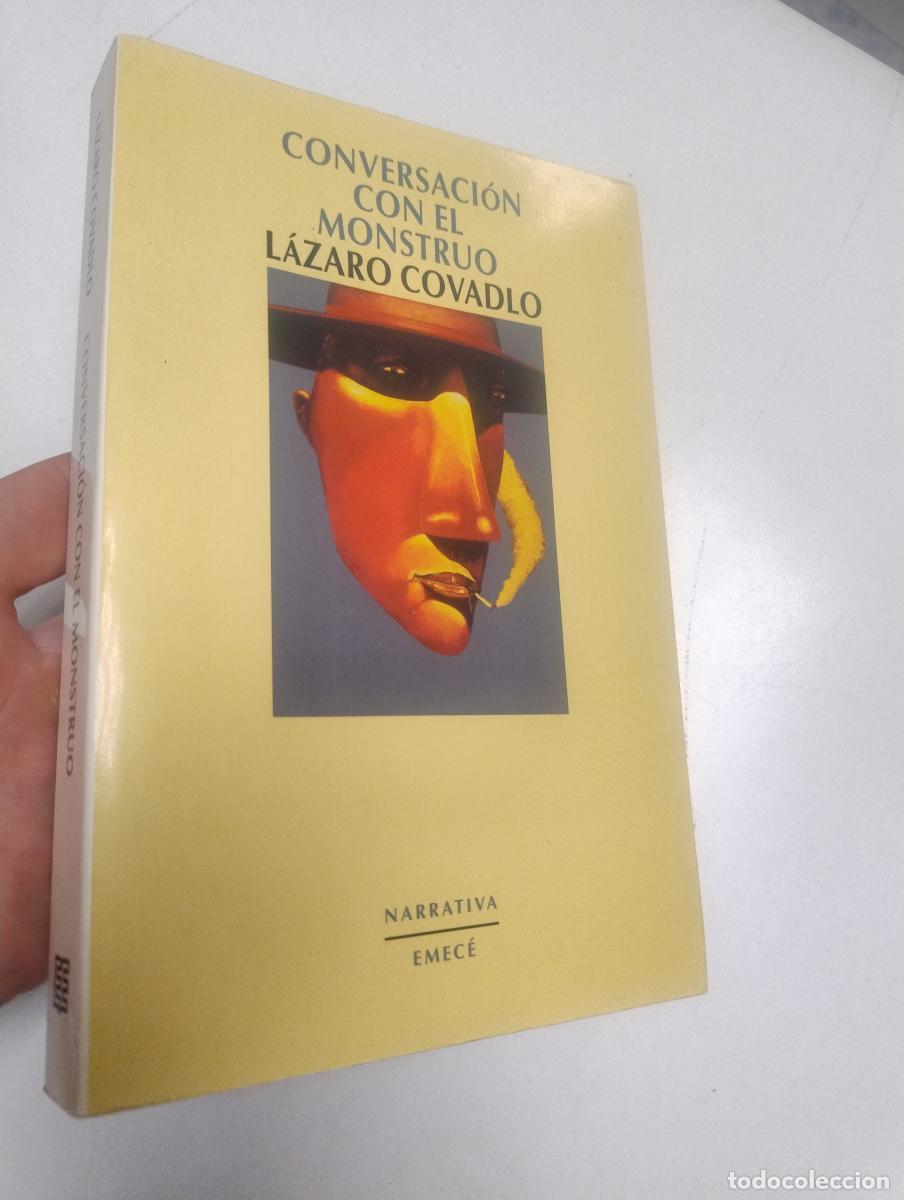 CONVERSACIÓN
CON EL
MONSTRUO
LÁZARO COVADLO
NARRATIVA
EMECÉ
LÁZARO COVADLO CONVERSACIÓN CON EL MONSTRUO
todocoleccion